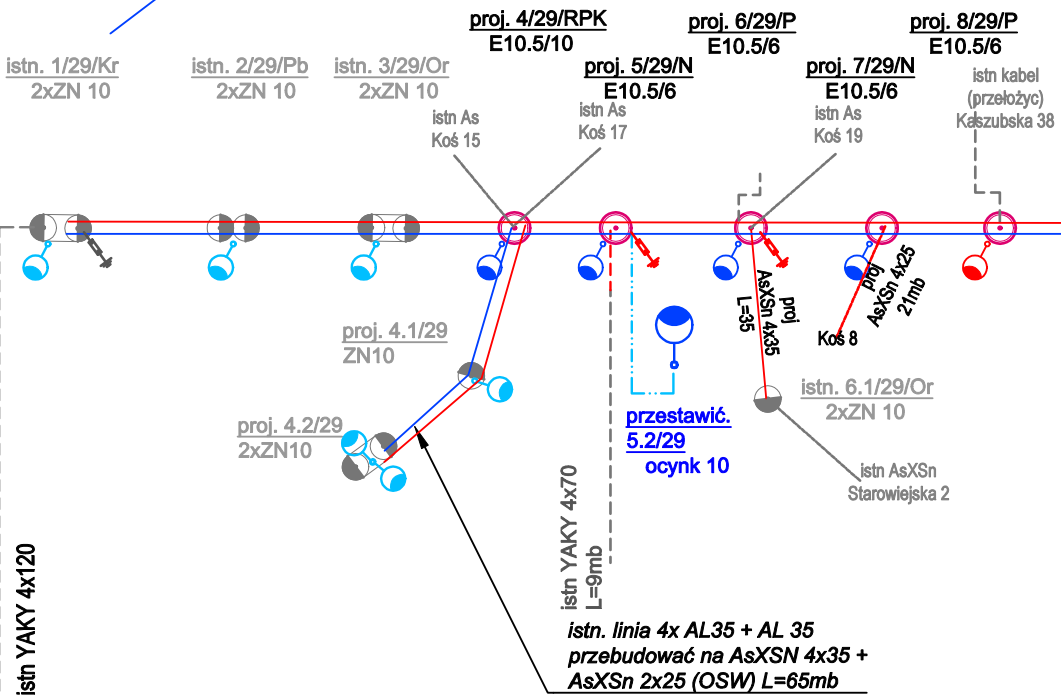 proj. 4/29/RPK
E10.5/10
proj. 6/29/P
E10.5/6
proj. 8/29/P
E10.5/6
istn. 1/29/Kr
2xZN 10
istn. 2/29/Pb
2xZN 10
istn. 3/29/Or
2xZN 10
proj. 5/29/N
E10.5/6
proj. 7/29/N
E10.5/6
istn kabel
(przełożyc)
Kaszubska 38
istn As
Koś 15
istn As
Koś 17
istn As
Koś 19
proj
AsXSn 4x35
L=35
proj
AsXSn 4x25
21mb
Koś 8
proj. 4.1/29
ZN10
istn. 6.1/29/Or
2xZN 10
przestawić.
5.2/29
ocynk 10
proj. 4.2/29
2xZN10
istn AsXSn
Starowiejska 2
istn YAKY 4x70
L=9mb
istn YAKY 4x120
istn. linia 4x AL35 + AL 35
przebudować na AsXSN 4x35 +
AsXSn 2x25 (OSW) L=65mb